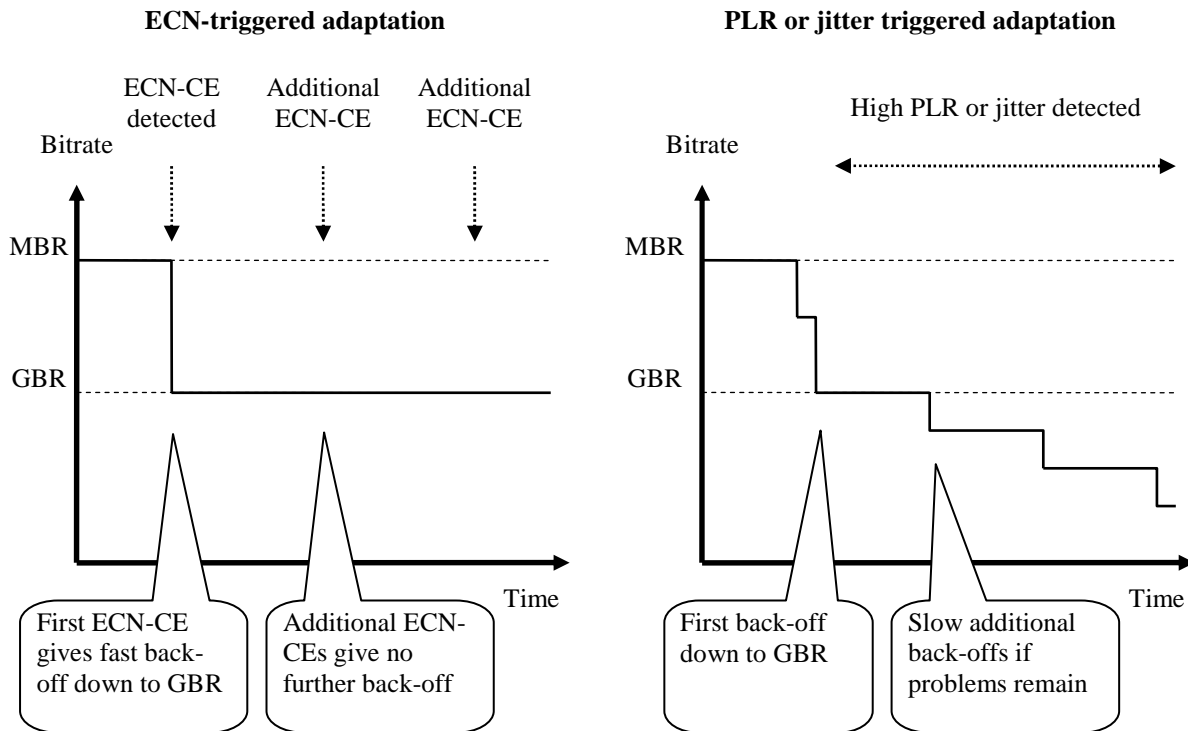 ECN-triggered adaptation
ECN-CE
detected
Additional
ECN-CE
Additional
ECN-CE
Bitrate
MBR
GBR
Time
First ECN-CE
gives fast back-
off down to GBR
Additional ECN-
CEs give no
further back-off
PLR or jitter triggered adaptation
High PLR or jitter detected
Bitrate
MBR
GBR
Time
First back-off
down to GBR
Slow additional
back-offs if
problems remain